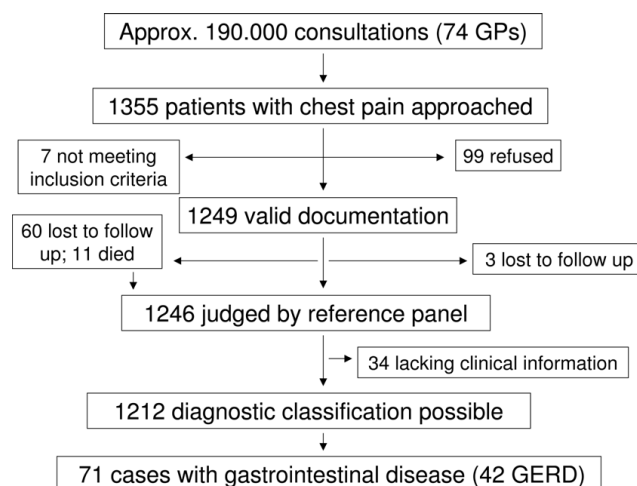 Approx. 190.000 consultations (74 GPs)
1355 patients with chest pain approached
7 not meeting
inclusion criteria
99 refused
1249 valid documentation
60 lost to follow
up; 11 died
3 lost to follow up
1246 judged by reference panel
34 lacking clinical information
1212 diagnostic classification possible
71 cases with gastrointestinal disease (42 GERD)